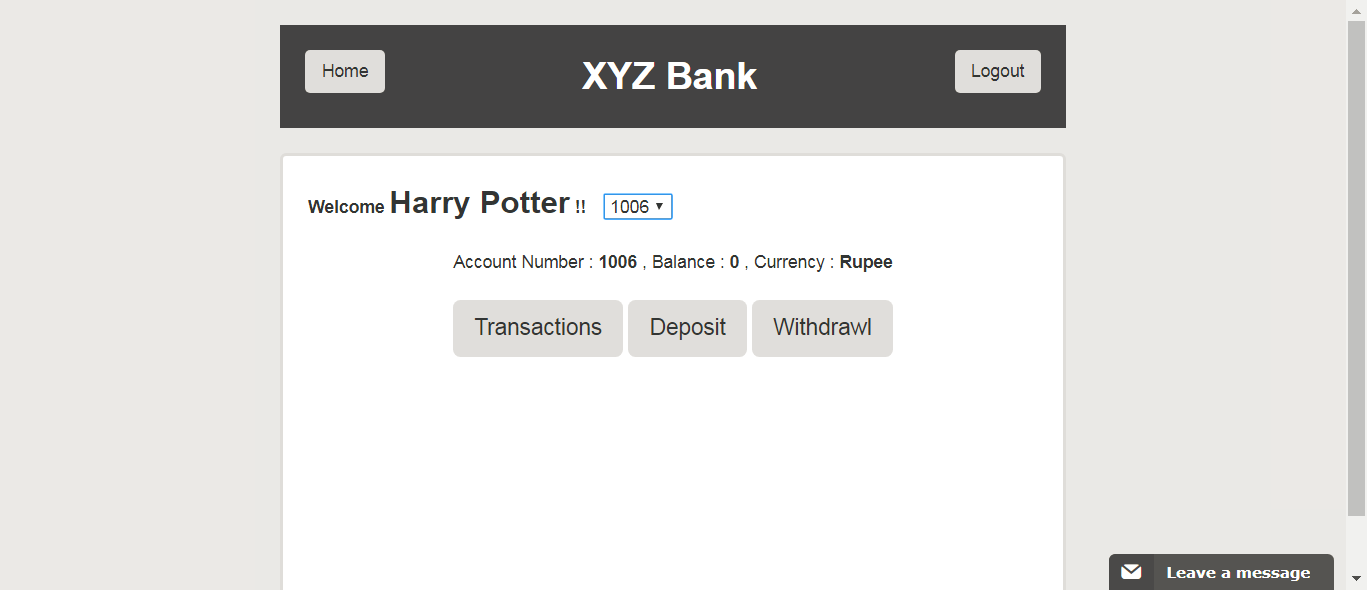 Home XYZ Bank Logout
Welcome Harry Potter !! 1006
Account Number : 1006 , Balance : 0 , Currency : Rupee
Transactions Deposit Withdrawl
Leave a message